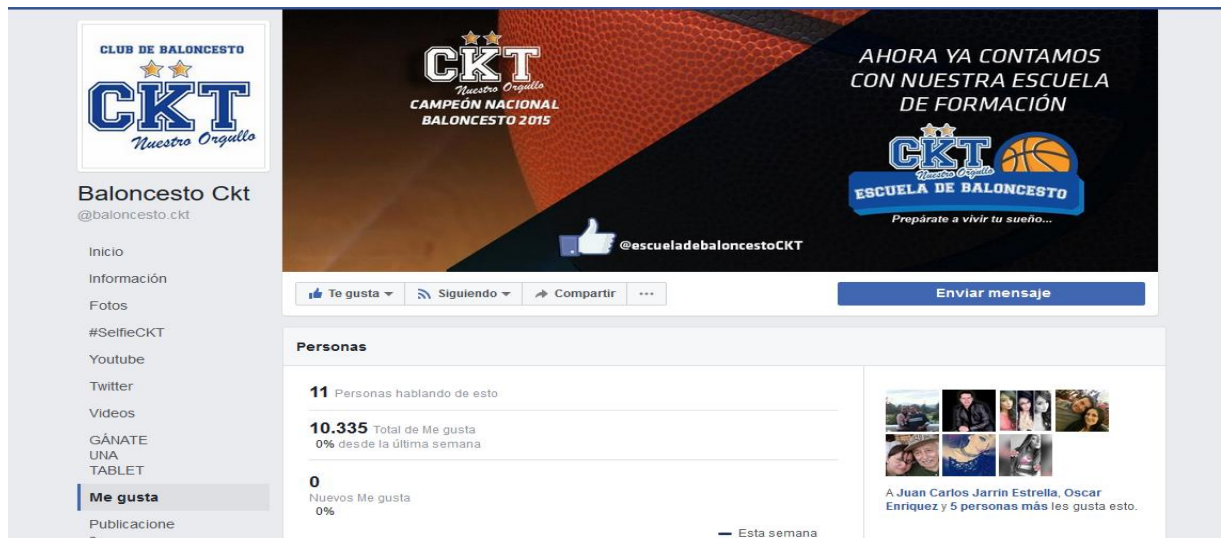 CLUB DE BALONCESTO
CKT
Nuestro Orgullo
Baloncesto Ckt
@baloncesto.ckt
Inicio
Información
Fotos
#SelfieCKT
Youtube
Twitter
Videos
GÁNATE
UNA
TABLET
Me gusta
Publicacione
CKT
Nuestro Orgullo
CAMPEÓN NACIONAL
BALONCESTO 2015
AHORA YA CONTAMOS
CON NUESTRA ESCUELA
DE FORMACIÓN
CKT
Nuestro Orgullo
ESCUELA DE BALONCESTO
Prepárate a vivir tu sueño...
@escueladebaloncestoCKT
Te gusta Siguiendo Compartir ...
Enviar mensaje
Personas
11 Personas hablando de esto
10.335 Total de Me gusta
0% desde la última semana
0
Nuevos Me gusta
0%
Esta semana
A Juan Carlos Jarrin Estrella, Oscar
Enriquez y 5 personas más les gusta esto.